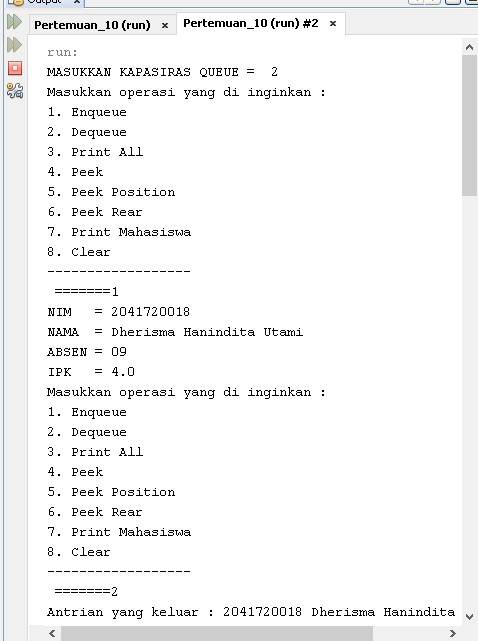 Output
Pertemuan_10 (run) × Pertemuan_10 (run) #2 ×
run:
MASUKKAN KAPASIRAS QUEUE =  2
Masukkan operasi yang di inginkan :
1. Enqueue
2. Dequeue
3. Print All
4. Peek
5. Peek Position
6. Peek Rear
7. Print Mahasiswa
8. Clear
------------------
 =======1
NIM   = 2041720018
NAMA  = Dherisma Hanindita Utami
ABSEN = 09
IPK   = 4.0
Masukkan operasi yang di inginkan :
1. Enqueue
2. Dequeue
3. Print All
4. Peek
5. Peek Position
6. Peek Rear
7. Print Mahasiswa
8. Clear
------------------
 =======2
Antrian yang keluar : 2041720018 Dherisma Hanindita